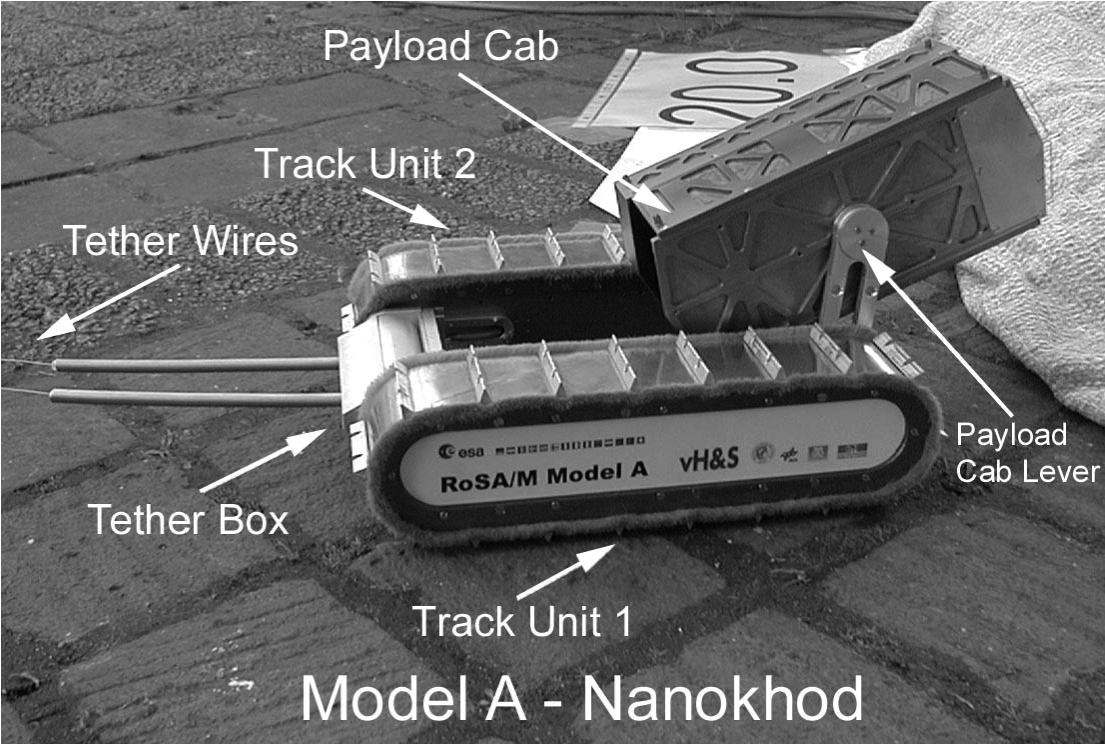 Payload Cab
20.0
Track Unit 2
Tether Wires
Payload
Cab Lever
esa
RoSA/M Model A
vH&S
Tether Box
Track Unit 1
Model A - Nanokhod